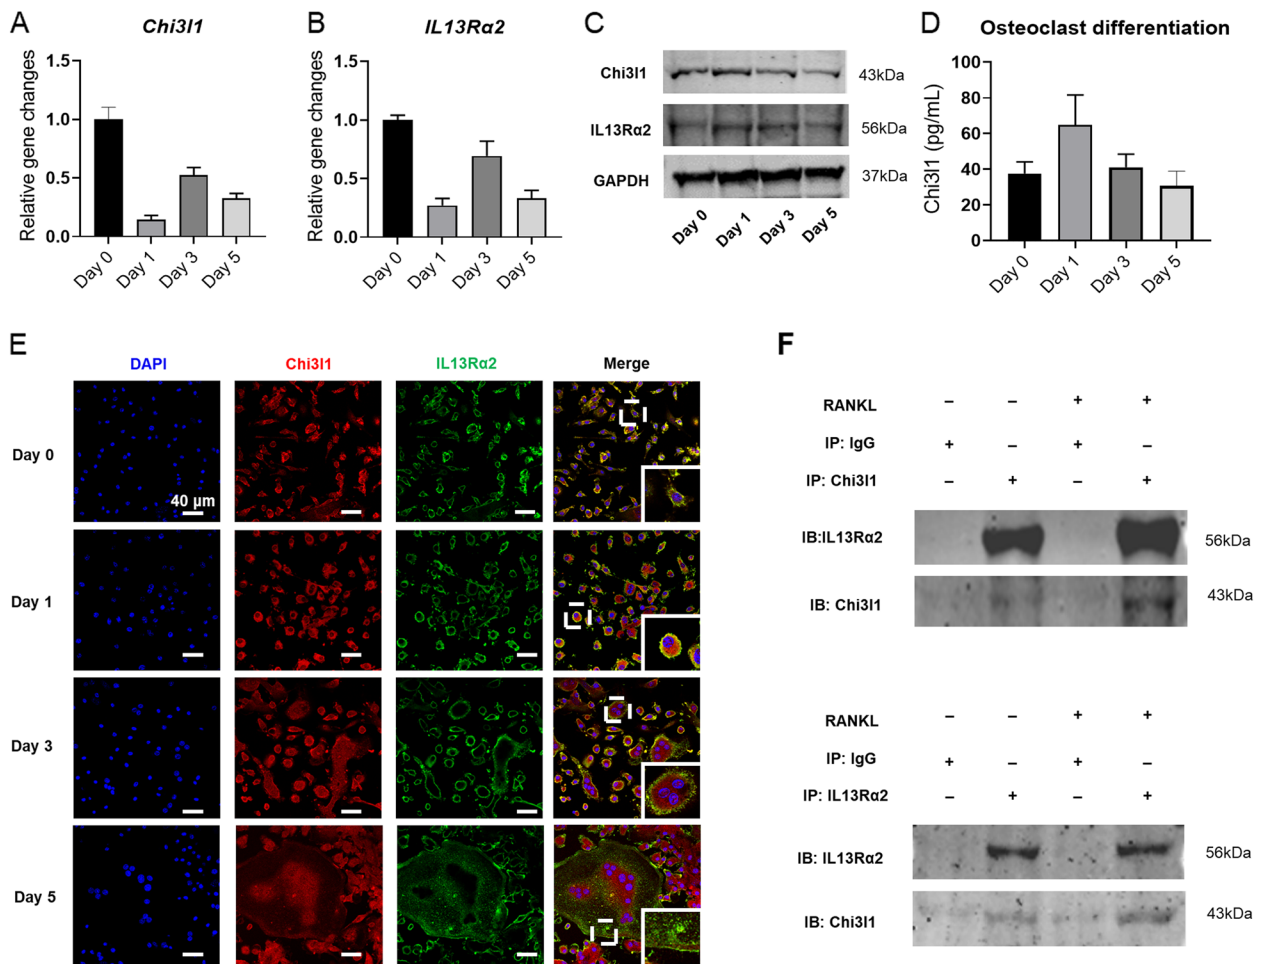 A
Chi3l1
Relative gene changes
1.5
1.0
0.5
0.0
Day 0
Day 1
Day 3
Day 5
B
IL13Rα2
Relative gene changes
1.5
1.0
0.5
0.0
Day 0
Day 1
Day 3
Day 5
C
Chi3l1
43kDa
IL13Rα2
56kDa
GAPDH
37kDa
Day 0
Day 1
Day 3
Day 5
D
Osteoclast differentiation
Chi3l1 (pg/mL)
100
80
60
40
20
0
Day 0
Day 1
Day 3
Day 5
E
DAPI
Chi3l1
IL13Rα2
Merge
Day 0
40 μm
Day 1
Day 3
Day 5
F
RANKL – – + +
IP: IgG + – + –
IP: Chi3l1 – + – +
IB:IL13Rα2
56kDa
IB: Chi3l1
43kDa
RANKL – – + +
IP: IgG + – + –
IP: IL13Rα2 – + – +
IB: IL13Rα2
56kDa
IB: Chi3l1
43kDa